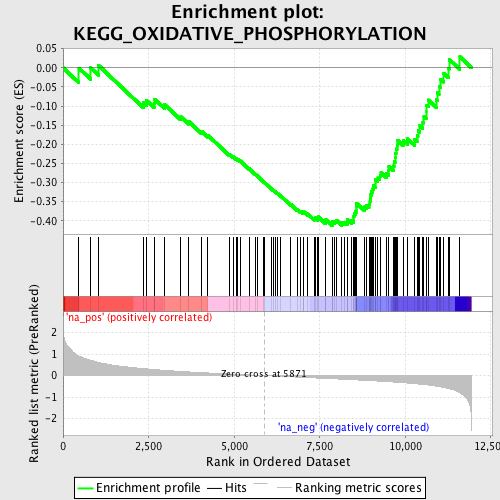 Enrichment plot:
KEGG_OXIDATIVE_PHOSPHORYLATION
Enrichment score (ES)
0.05
0.00
-0.05
-0.10
-0.15
-0.20
-0.25
-0.30
-0.35
-0.40
'na_pos' (positively correlated)
Ranked list metric (PreRanked)
2
1
0
-1
-2
Zero cross at 5871
'na_neg' (negatively correlated)
0
2,500
5,000
7,500
10,000
12,500
Rank in Ordered Dataset
Enrichment profile
Hits
Ranking metric scores